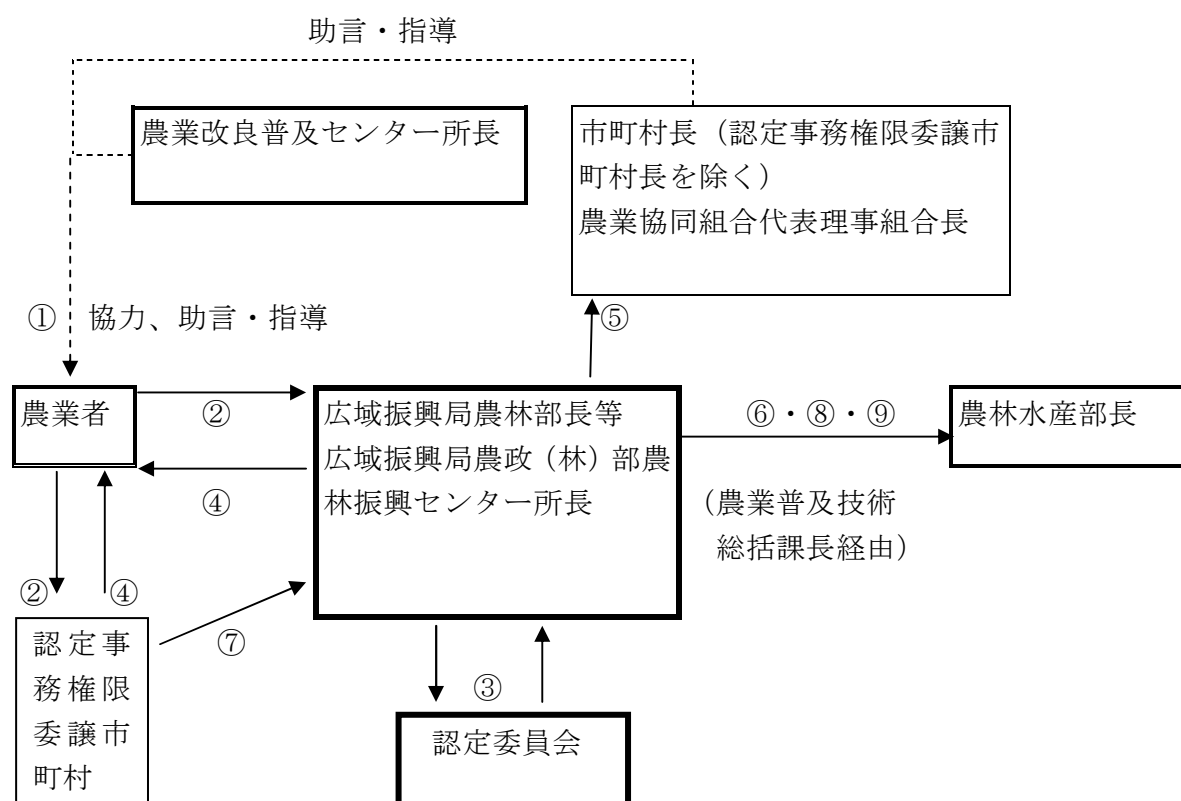 助言・指導
農業改良普及センター所長
市町村長（認定事務権限委譲市
町村長を除く）
農業協同組合代表理事組合長
① 協力、助言・指導
⑤
農業者
②
広域振興局農林部長等
広域振興局農政（林）部農
林振興センター所長
⑥・⑧・⑨
農林水産部長
④
（農業普及技術
総括課長経由）
② ④
⑦
認定事
務権限
委譲市
町村
③
認定委員会